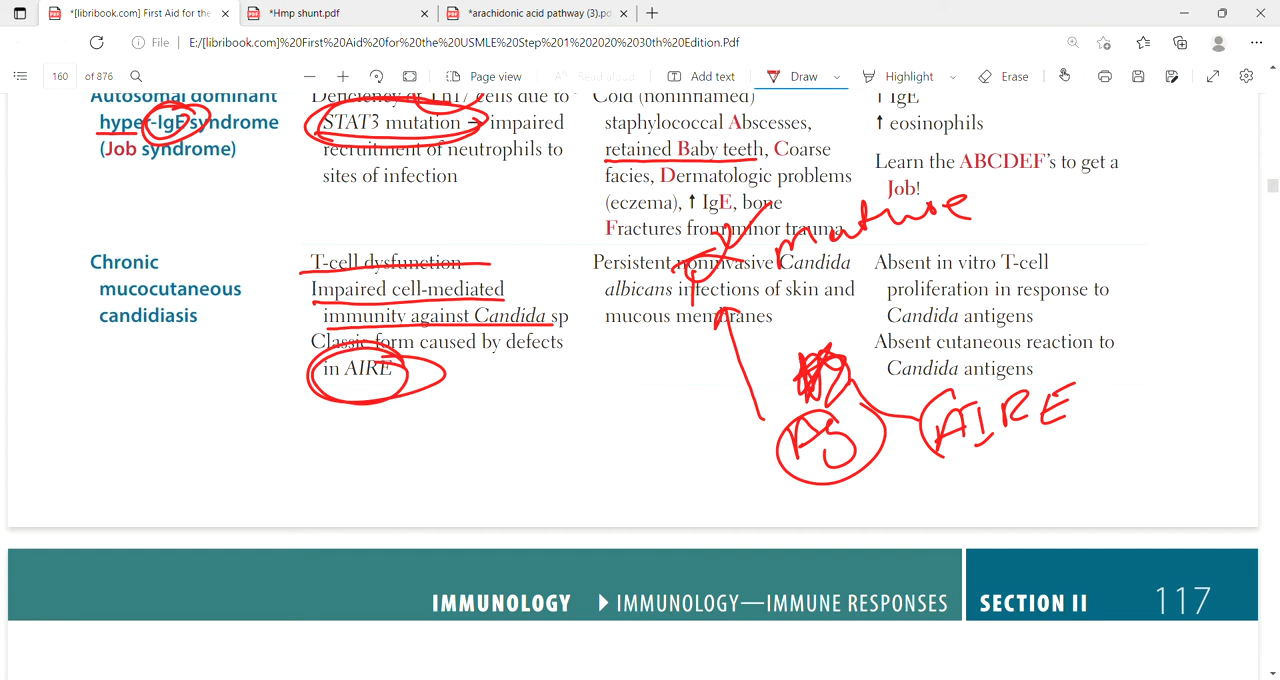 *[libribook.com] First Aid for the
*Hmp shunt.pdf
*arachidonic acid pathway (3).pd
File E:/[libribook.com]%20First%20Aid%20for%20the%20USMLE%20Step%201%202020%2030th%20Edition.Pdf
160 of 876
Page view
Read aloud
Add text
Draw
Highlight
Erase
Autosomal dominant
hyper-IgE syndrome
(Job syndrome)
Deficiency of Th17 cells due to
STAT3 mutation → impaired
recruitment of neutrophils to
sites of infection
Cold (noninflamed)
staphylococcal Abscesses,
retained Baby teeth, Coarse
facies, Dermatologic problems
(eczema), ↑ IgE, bone
Fractures from minor trauma
↑ IgE
↑ eosinophils
Learn the ABCDEF's to get a
Job!
mature
Chronic
mucocutaneous
candidiasis
T-cell dysfunction
Impaired cell-mediated
immunity against Candida sp
Classic form caused by defects
in AIRE
Persistent noninvasive Candida
albicans infections of skin and
mucous membranes
Absent in vitro T-cell
proliferation in response to
Candida antigens
Absent cutaneous reaction to
Candida antigens
AIRE
IMMUNOLOGY ▶ IMMUNOLOGY—IMMUNE RESPONSES
SECTION II
117